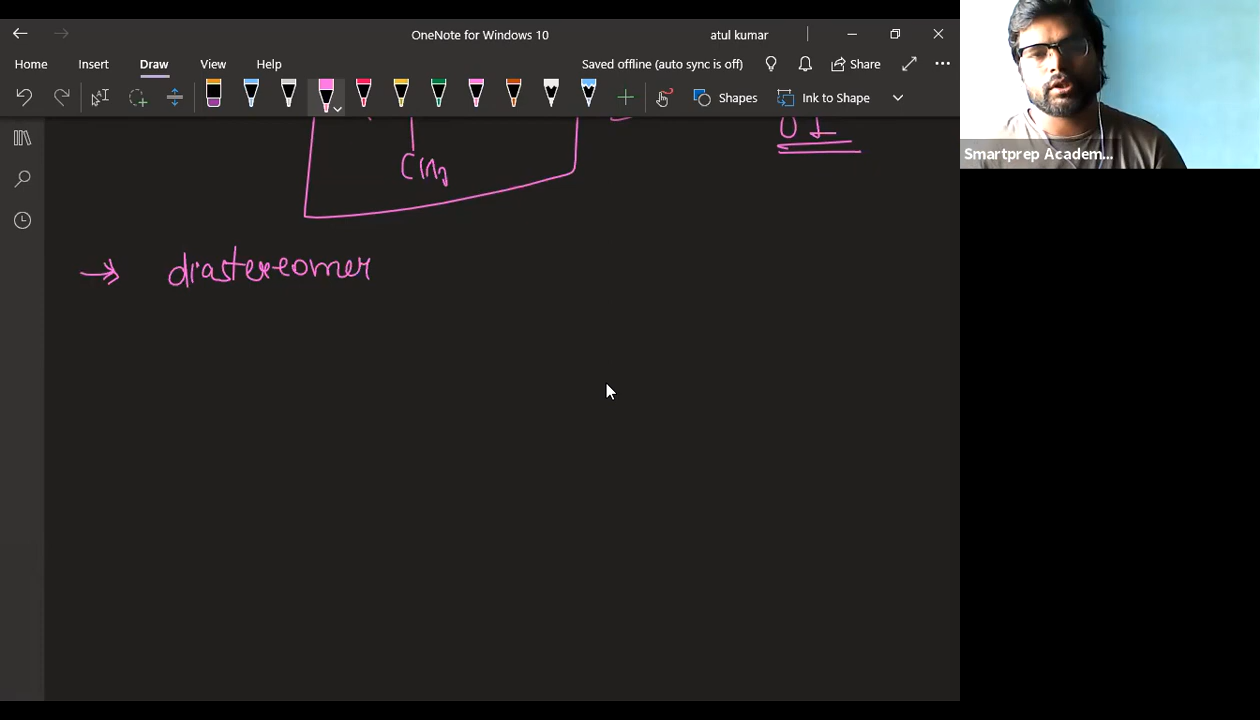 OneNote for Windows 10
atul kumar
Home Insert Draw View Help
Saved offline (auto sync is off)
Share
Shapes
Ink to Shape
Smartprep Academ...
CH3
→ diastereomer